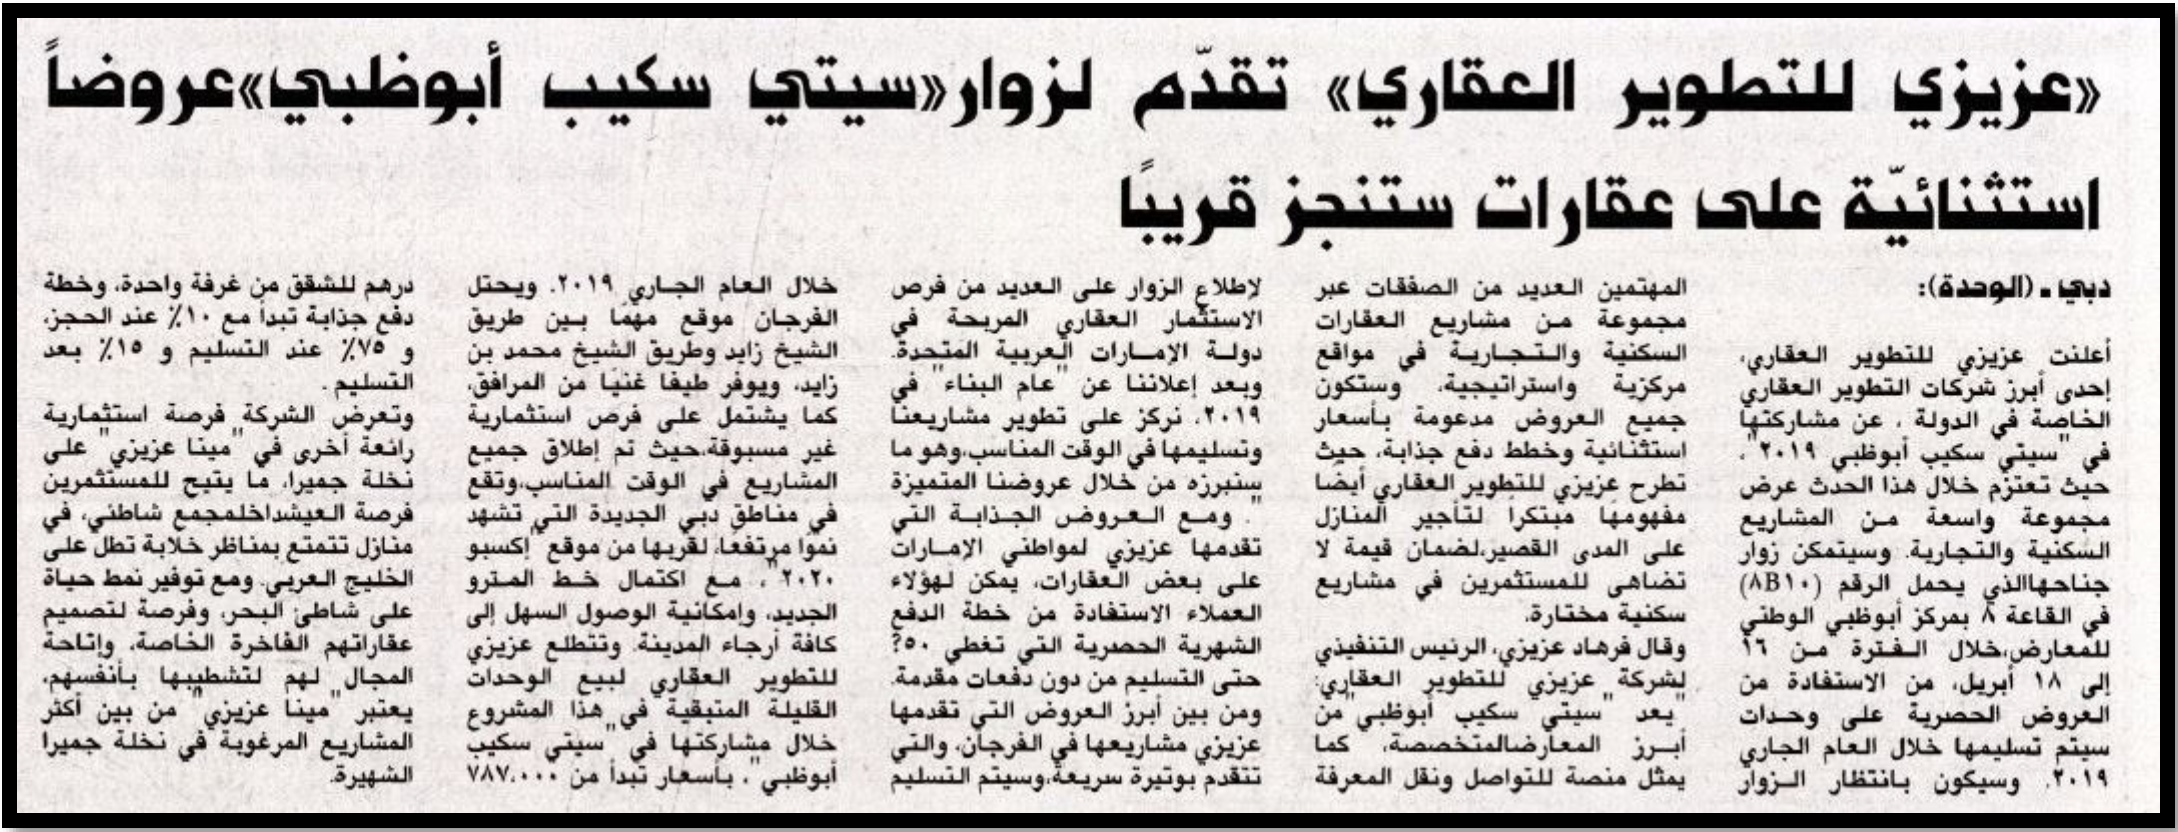 «عزيزي للتطوير العقاري» تقدّم لزوار«سيتي سكيب أبوظبي»عروضاً
استثنائيّة على عقارات ستنجز قريبًا
دبي ـ (الوحدة):
أعلنت عزيزي للتطوير العقاري،
إحدى أبرز شركات التطوير العقاري
الخاصة في الدولة ، عن مشاركتها
في "سيتي سكيب أبوظبي ٢٠١٩"،
حيث تعتزم خلال هذا الحدث عرض
مجموعة واسعة من المشاريع
السكنية والتجارية. وسيتمكن زوار
جناحهاالذي يحمل الرقم (٨B١٠)
في القاعة ٨ بمركز أبوظبي الوطني
للمعارض،خلال الفترة من ١٦
إلى ١٨ أبريل، من الاستفادة من
العروض الحصرية على وحدات
سيتم تسليمها خلال العام الجاري
٢٠١٩. وسيكون بانتظار الزوار
المهتمين العديد من الصفقات عبر
مجموعة من مشاريع العقارات
السكنية والتجارية في مواقع
مركزية واستراتيجية، وستكون
جميع العروض مدعومة بأسعار
استثنائية وخطط دفع جذابة، حيث
تطرح عزيزي للتطوير العقاري أيضًا
مفهومها مبتكراً لتأجير المنازل
على المدى القصير،لضمان قيمة لا
تضاهى للمستثمرين في مشاريع
سكنية مختارة.
وقال فرهاد عزيزي، الرئيس التنفيذي
لشركة عزيزي للتطوير العقاري:
"يعد "سيتي سكيب أبوظبي"من
أبرز المعارضالمتخصصة، كما
يمثل منصة للتواصل ونقل المعرفة
لإطلاع الزوار على العديد من فرص
الاستثمار العقاري المربحة في
دولة الإمارات العربية المتحدة.
وبعد إعلاننا عن "عام البناء" في
٢٠١٩، نركز على تطوير مشاريعنا
وتسليمها في الوقت المناسب،وهو ما
سنبرزه من خلال عروضنا المتميزة
". ومع العروض الجذابة التي
تقدمها عزيزي لمواطني الإمارات
على بعض العقارات، يمكن لهؤلاء
العملاء الاستفادة من خطة الدفع
الشهرية الحصرية التي تغطي ٥٠?
حتى التسليم من دون دفعات مقدمة.
ومن بين أبرز العروض التي تقدمها
عزيزي مشاريعها في الفرجان، والتي
تتقدم بوتيرة سريعة،وسيتم التسليم
خلال العام الجاري ٢٠١٩. ويحتل
الفرجان موقع مهمًا بين طريق
الشيخ زايد وطريق الشيخ محمد بن
زايد، ويوفر طيفًا غنيًا من المرافق،
كما يشتمل على فرص استثمارية
غير مسبوقة،حيث تم إطلاق جميع
المشاريع في الوقت المناسب،وتقع
في مناطق دبي الجديدة التي تشهد
نموًا مرتفعًا، لقربها من موقع "إكسبو
٢٠٢٠"، مع اكتمال خط المترو
الجديد، وإمكانية الوصول السهل إلى
كافة أرجاء المدينة. وتتطلع عزيزي
للتطوير العقاري لبيع الوحدات
القليلة المتبقية في هذا المشروع
خلال مشاركتها في "سيتي سكيب
أبوظبي"، بأسعار تبدأ من ٧٨٧،٠٠٠
درهم للشقق من غرفة واحدة، وخطة
دفع جذابة تبدأ مع ١٠٪ عند الحجز،
و ٧٥٪ عند التسليم و ١٥٪ بعد
التسليم .
وتعرض الشركة فرصة استثمارية
رائعة أخرى في "مينا عزيزي" على
نخلة جميرا، ما يتيح للمستثمرين
فرصة العيشداخلمجمع شاطئي، في
منازل تتمتع بمناظر خلابة تطل على
الخليج العربي. ومع توفير نمط حياة
على شاطئ البحر، وفرصة لتصميم
عقاراتهم الفاخرة الخاصة، وإتاحة
المجال لهم لتشطيبها بأنفسهم،
يعتبر "مينا عزيزي" من بين أكثر
المشاريع المرغوبة في نخلة جميرا
الشهيرة.